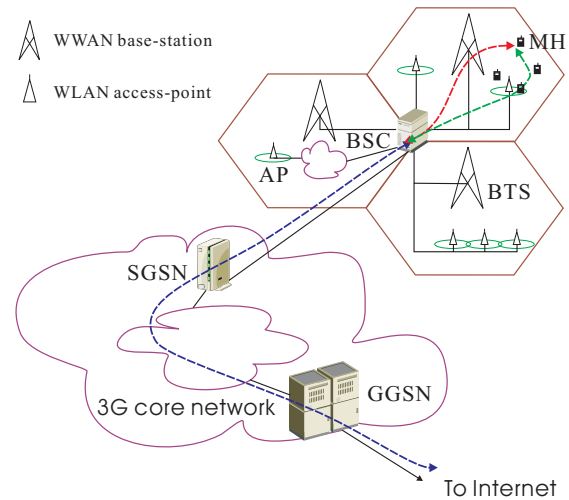 WWAN base-station
WLAN access-point
MH
BSC
AP
BTS
SGSN
GGSN
3G core network
To Internet